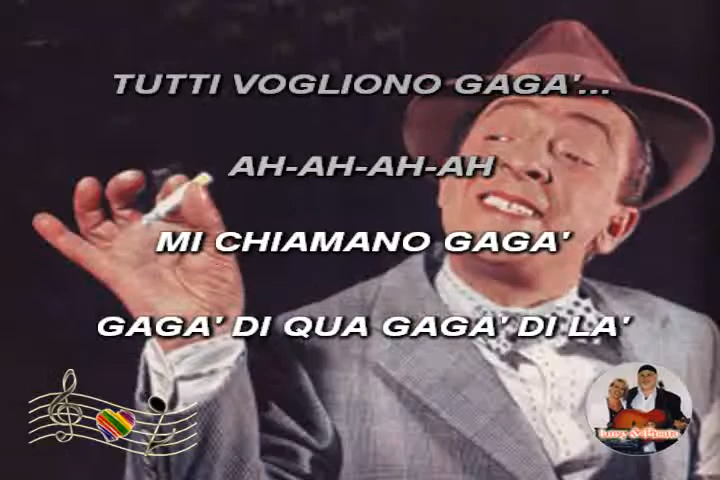 TUTTI VOGLIONO GAGA'...
AH-AH-AH-AH
MI CHIAMANO GAGA'
GAGA' DI QUA GAGA' DI LA'